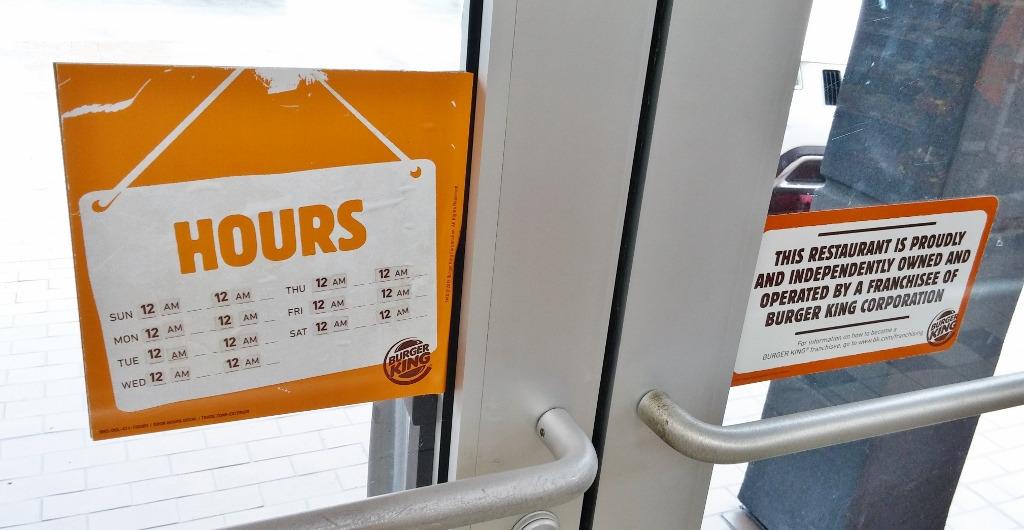 HOURS
SUN 12 AM 12 AM
MON 12 AM 12 AM
TUE 12 AM 12 AM
WED 12 AM 12 AM
THU 12 AM 12 AM
FRI 12 AM 12 AM
SAT 12 AM 12 AM
BURGER
KING
THIS RESTAURANT IS PROUDLY
AND INDEPENDENTLY OWNED AND
OPERATED BY A FRANCHISEE OF
BURGER KING CORPORATION
For information on how to become a
BURGER KING® franchisee, go to www.bk.com/franchising
BURGER
KING